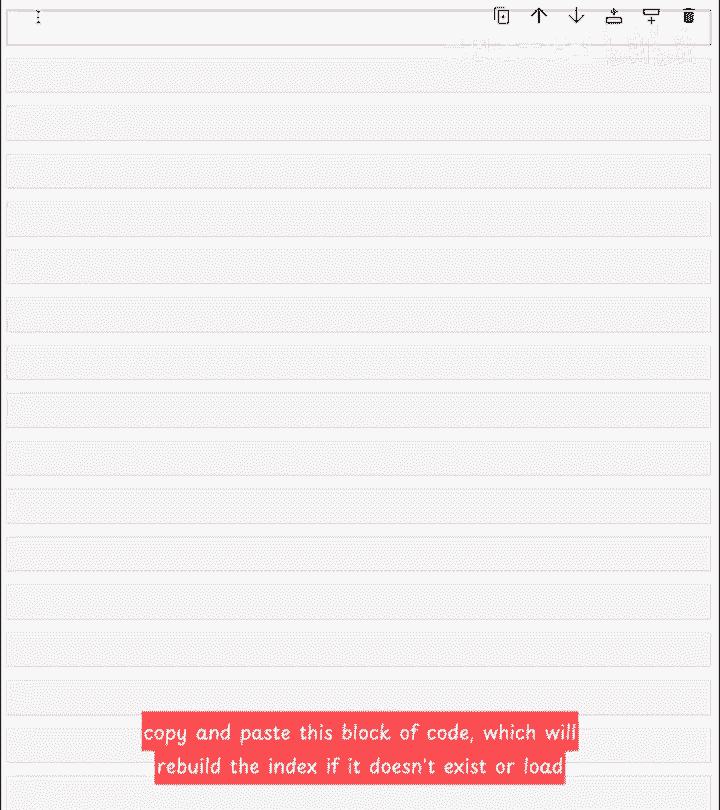 copy and paste this block of code, which will
rebuild the index if it doesn't exist or load